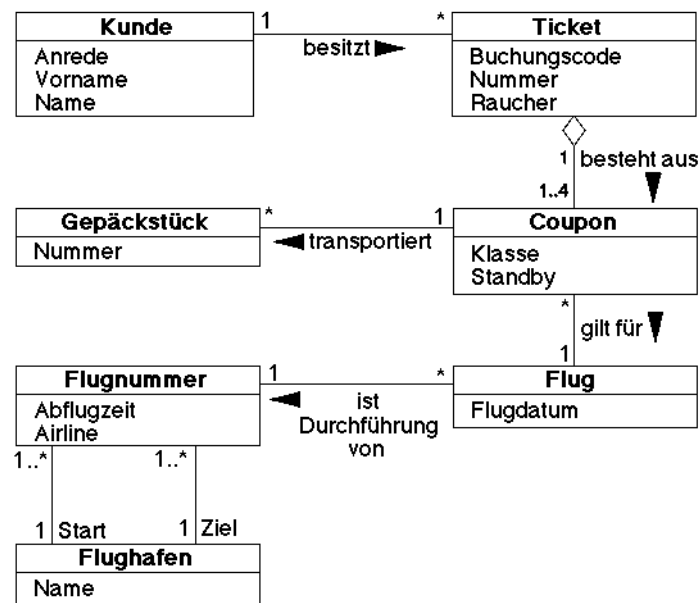 Kunde
Anrede
Vorname
Name
1
besitzt
*
Ticket
Buchungscode
Nummer
Raucher
1
besteht aus
1..4
Gepäckstück
Nummer
*
transportiert
1
Coupon
Klasse
Standby
*
gilt für
1
Flugnummer
Abflugzeit
Airline
1
ist
Durchführung
von
*
Flug
Flugdatum
1..*
1..*
1 Start
1 Ziel
Flughafen
Name